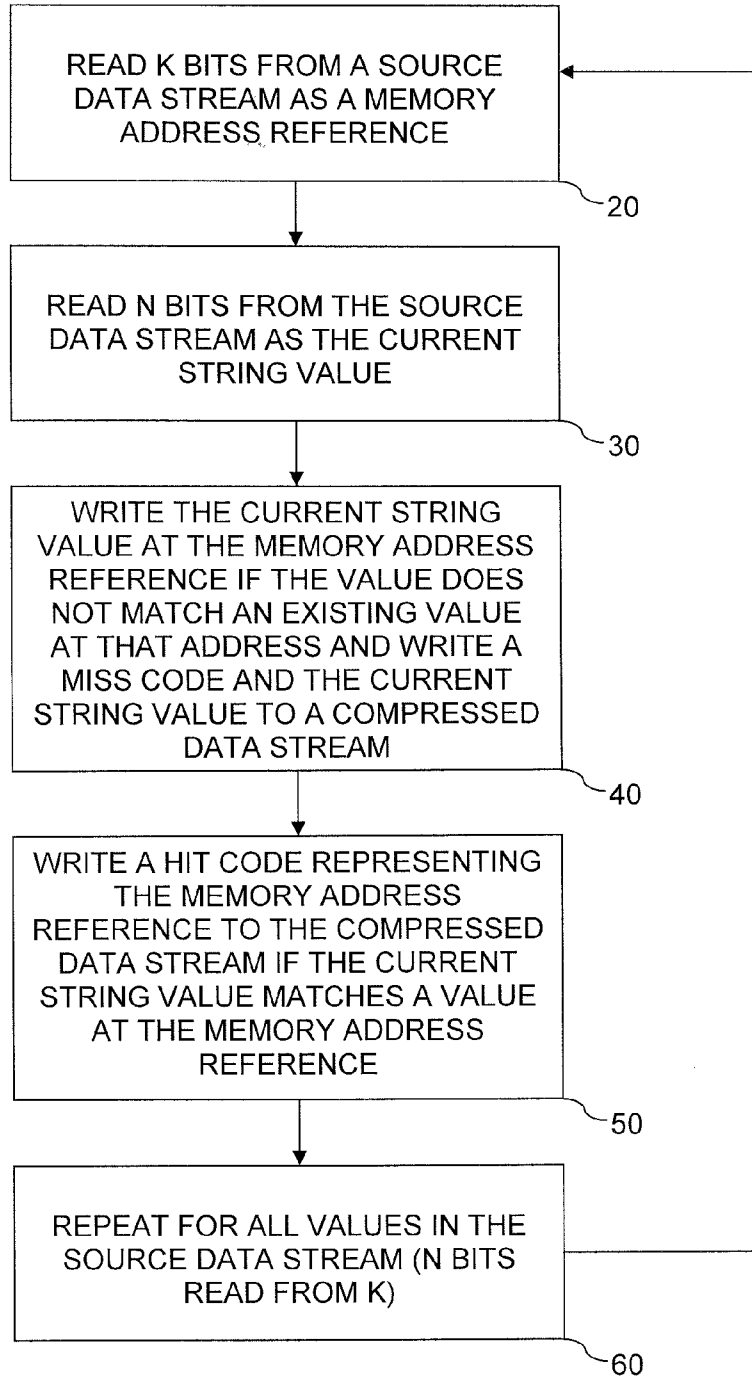 READ K BITS FROM A SOURCE
DATA STREAM AS A MEMORY
ADDRESS REFERENCE
20
READ N BITS FROM THE SOURCE
DATA STREAM AS THE CURRENT
STRING VALUE
30
WRITE THE CURRENT STRING
VALUE AT THE MEMORY ADDRESS
REFERENCE IF THE VALUE DOES
NOT MATCH AN EXISTING VALUE
AT THAT ADDRESS AND WRITE A
MISS CODE AND THE CURRENT
STRING VALUE TO A COMPRESSED
DATA STREAM
40
WRITE A HIT CODE REPRESENTING
THE MEMORY ADDRESS
REFERENCE TO THE COMPRESSED
DATA STREAM IF THE CURRENT
STRING VALUE MATCHES A VALUE
AT THE MEMORY ADDRESS
REFERENCE
50
REPEAT FOR ALL VALUES IN THE
SOURCE DATA STREAM (N BITS
READ FROM K)
60